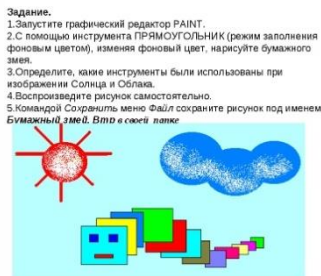 Задание.
1.Запустите графический редактор PAINT.
2.С помощью инструмента ПРЯМОУГОЛЬНИК (режим заполнения
фоновым цветом), изменяя фоновый цвет, нарисуйте бумажного
змея.
3.Определите, какие инструменты были использованы при
изображении Солнца и Облака.
4.Воспроизведите рисунок самостоятельно.
5.Командой Сохранить меню Файл сохраните рисунок под именем
Бумажный змей. Bmp в своей папке